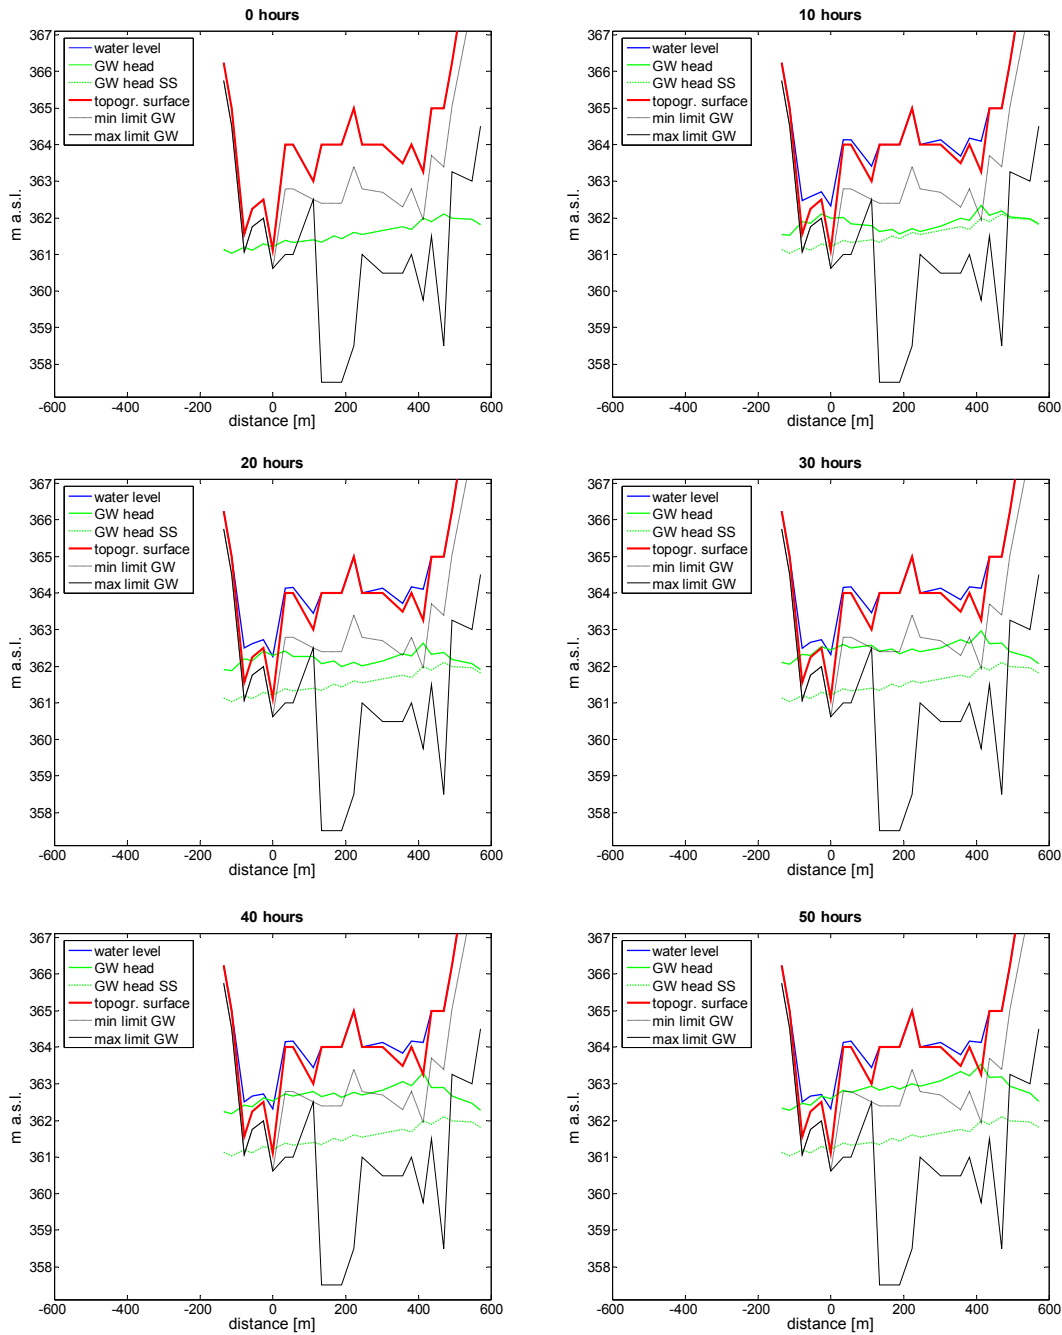 0 hours
367
366
365
364
363
362
361
360
359
358
m a.s.l.
water level
GW head
GW head SS
topogr. surface
min limit GW
max limit GW
-600 -400 -200 0 200 400 600
distance [m]
10 hours
367
366
365
364
363
362
361
360
359
358
m a.s.l.
water level
GW head
GW head SS
topogr. surface
min limit GW
max limit GW
-600 -400 -200 0 200 400 600
distance [m]
20 hours
367
366
365
364
363
362
361
360
359
358
m a.s.l.
water level
GW head
GW head SS
topogr. surface
min limit GW
max limit GW
-600 -400 -200 0 200 400 600
distance [m]
30 hours
367
366
365
364
363
362
361
360
359
358
m a.s.l.
water level
GW head
GW head SS
topogr. surface
min limit GW
max limit GW
-600 -400 -200 0 200 400 600
distance [m]
40 hours
367
366
365
364
363
362
361
360
359
358
m a.s.l.
water level
GW head
GW head SS
topogr. surface
min limit GW
max limit GW
-600 -400 -200 0 200 400 600
distance [m]
50 hours
367
366
365
364
363
362
361
360
359
358
m a.s.l.
water level
GW head
GW head SS
topogr. surface
min limit GW
max limit GW
-600 -400 -200 0 200 400 600
distance [m]